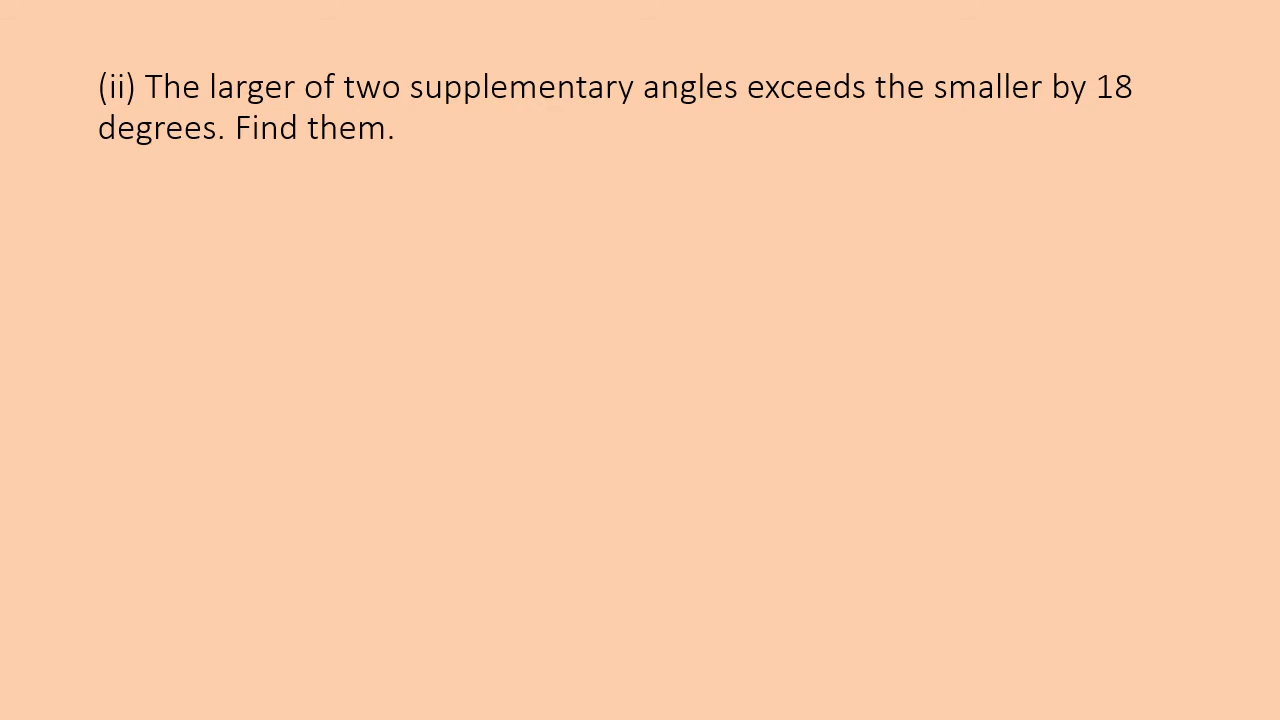 (ii) The larger of two supplementary angles exceeds the smaller by 18
degrees. Find them.